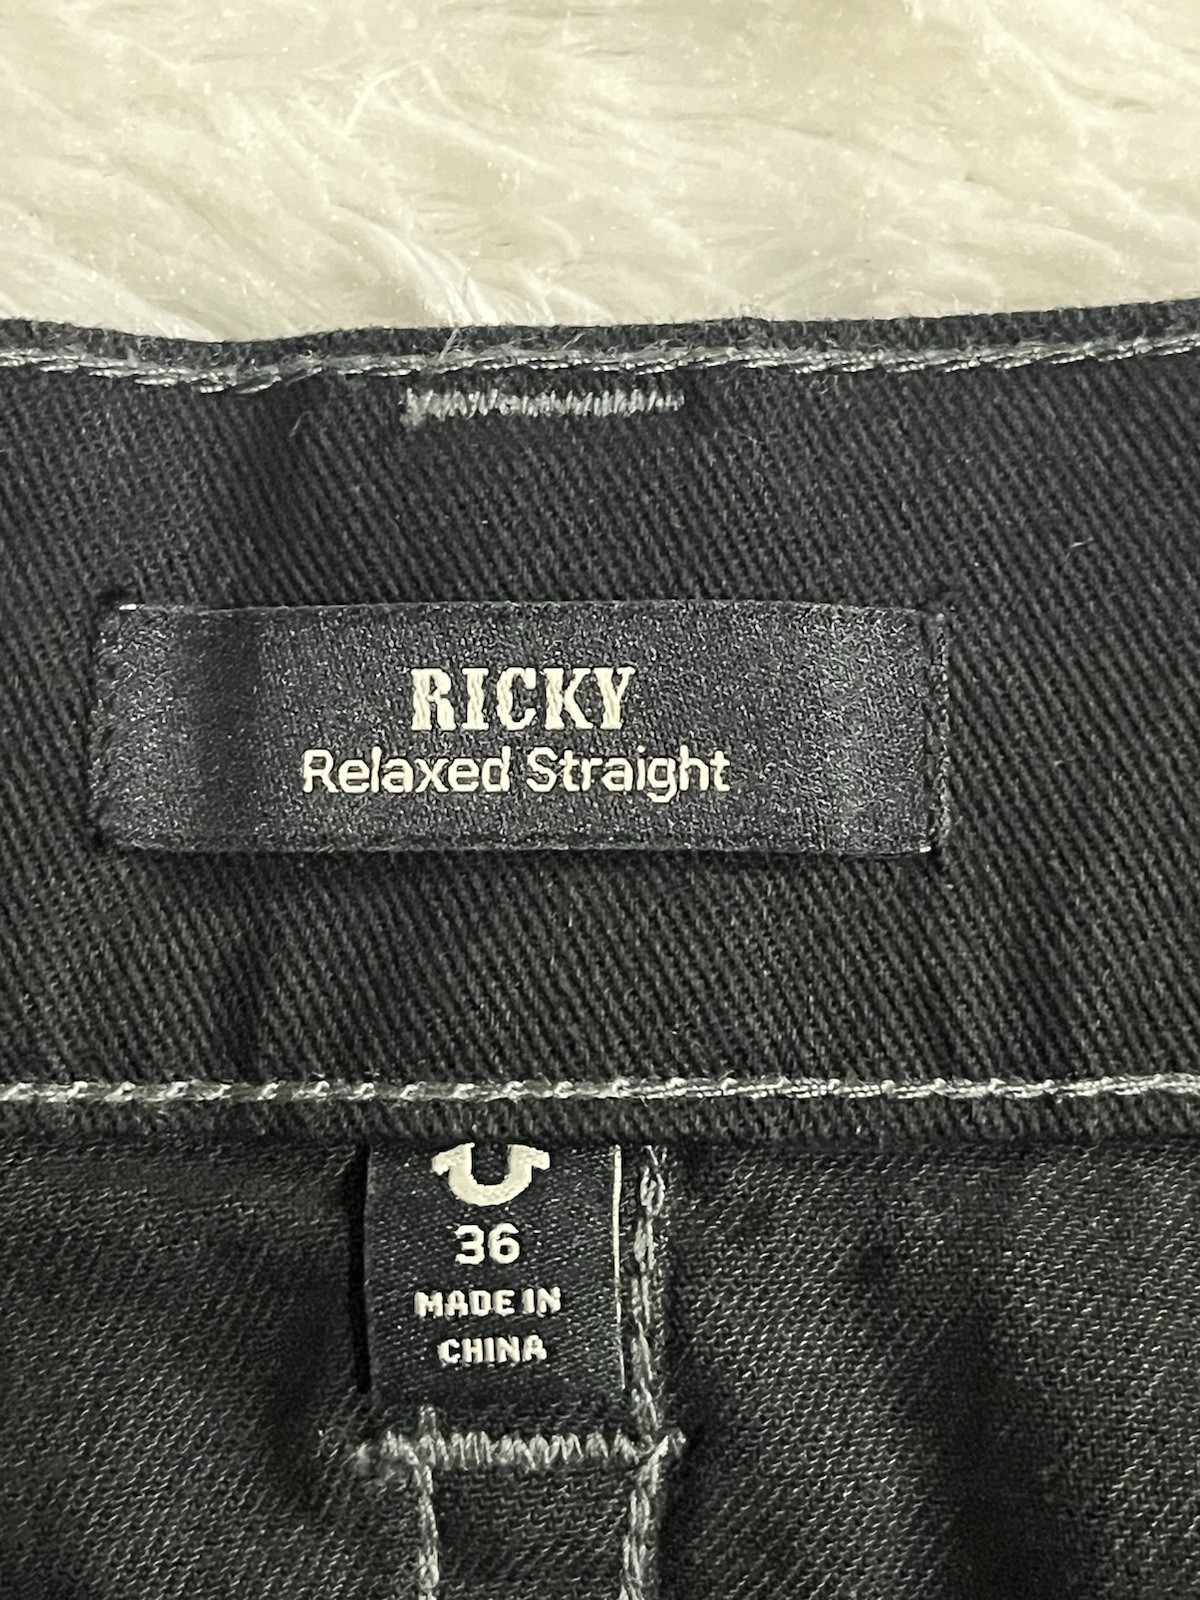 RICKY
Relaxed Straight
36
MADE IN
CHINA